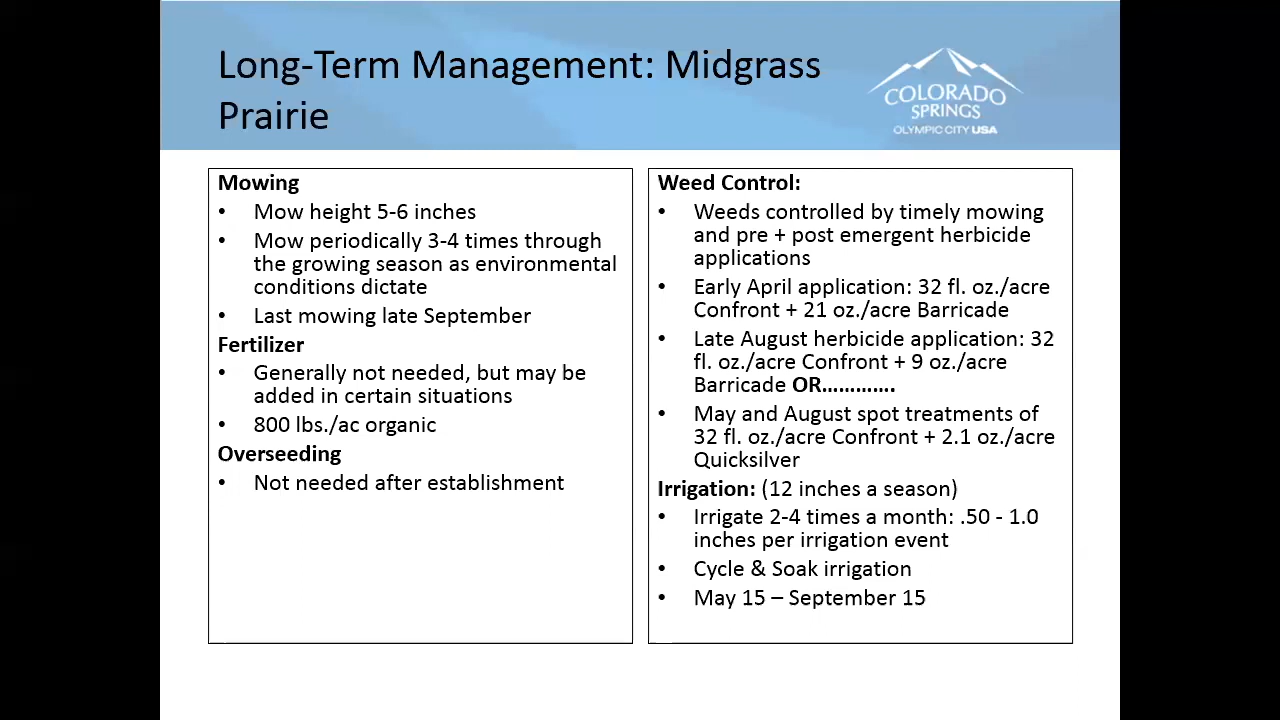 Long-Term Management: Midgrass
Prairie
COLORADO
SPRINGS
OLYMPIC CITY USA
Mowing
• Mow height 5-6 inches
• Mow periodically 3-4 times through
the growing season as environmental
conditions dictate
• Last mowing late September
Fertilizer
• Generally not needed, but may be
added in certain situations
• 800 lbs./ac organic
Overseeding
• Not needed after establishment
Weed Control:
• Weeds controlled by timely mowing
and pre + post emergent herbicide
applications
• Early April application: 32 fl. oz./acre
Confront + 21 oz./acre Barricade
• Late August herbicide application: 32
fl. oz./acre Confront + 9 oz./acre
Barricade OR.............
• May and August spot treatments of
32 fl. oz./acre Confront + 2.1 oz./acre
Quicksilver
Irrigation: (12 inches a season)
• Irrigate 2-4 times a month: .50 - 1.0
inches per irrigation event
• Cycle & Soak irrigation
• May 15 – September 15